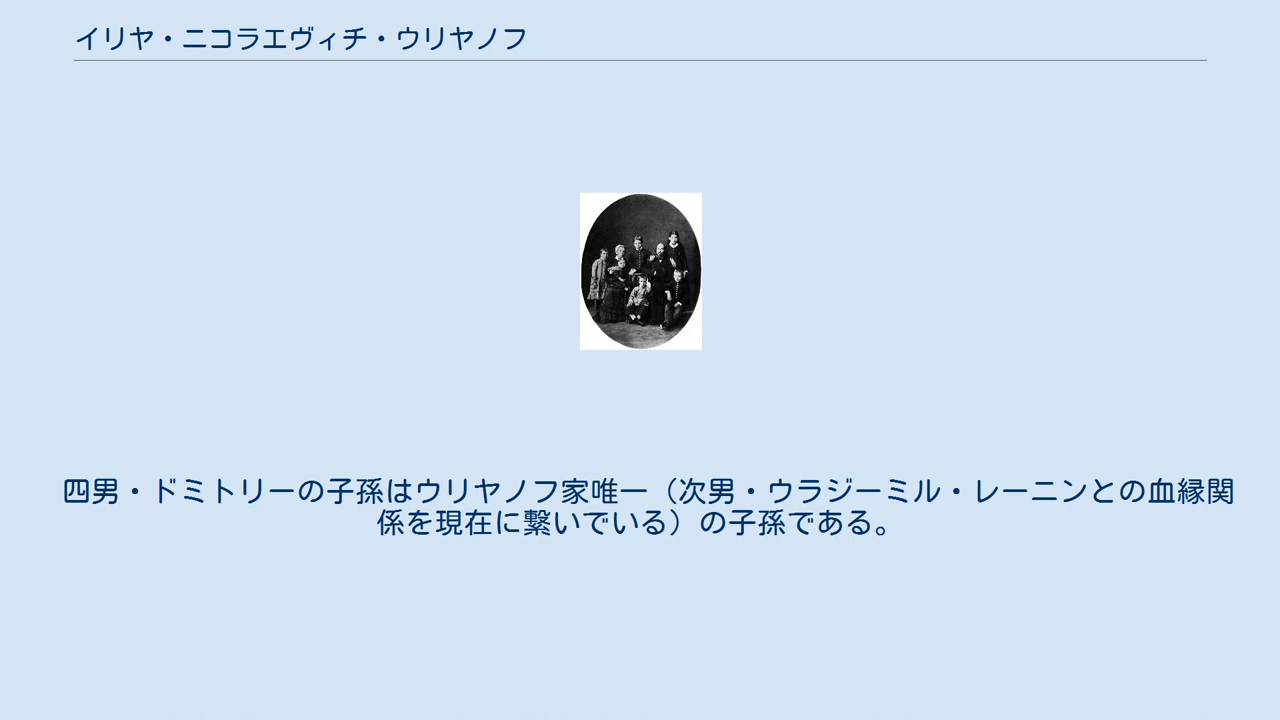 イリヤ・ニコラエヴィチ・ウリヤノフ
四男・ドミトリーの子孫はウリヤノフ家唯一（次男・ウラジーミル・レーニンとの血縁関
係を現在に繋いでいる）の子孫である。